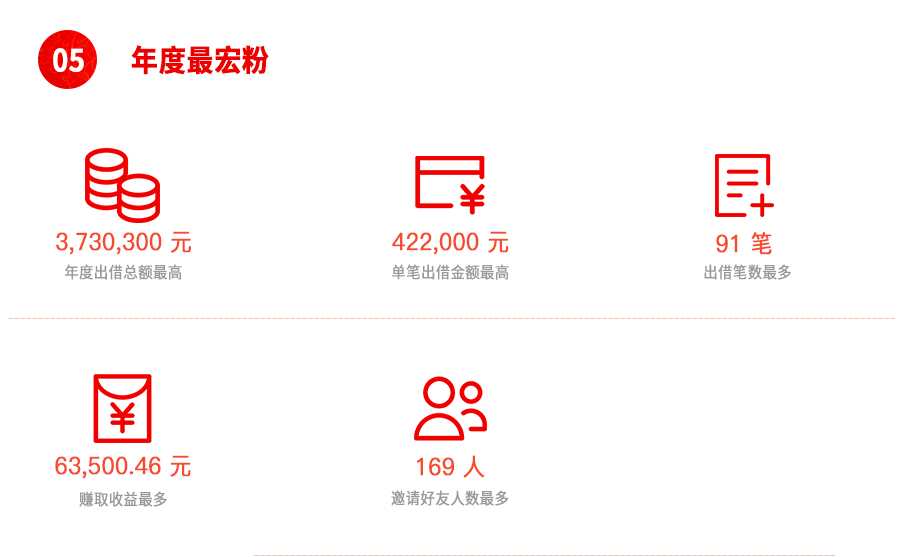 05 年度最宏粉
3,730,300 元
年度出借总额最高
422,000 元
单笔出借金额最高
91 笔
出借笔数最多
63,500.46 元
赚取收益最多
169 人
邀请好友人数最多